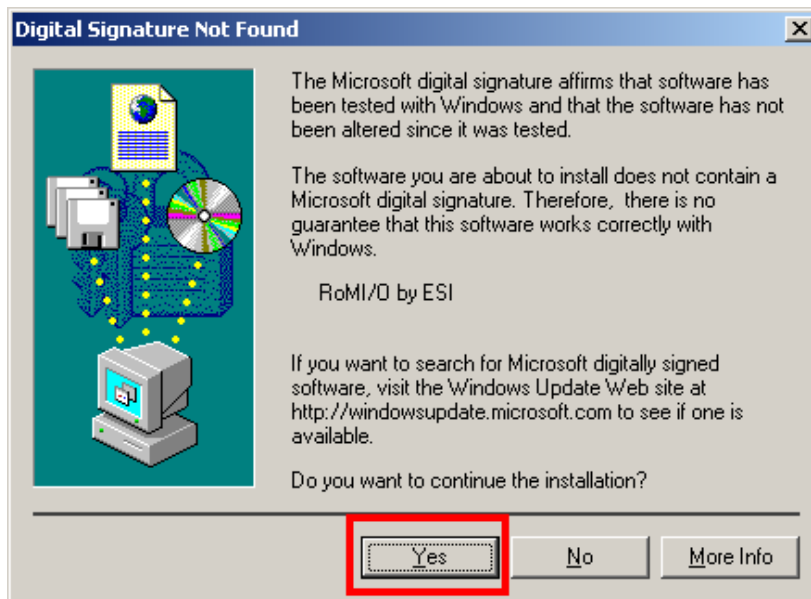 Digital Signature Not Found
The Microsoft digital signature affirms that software has
been tested with Windows and that the software has not
been altered since it was tested.
The software you are about to install does not contain a
Microsoft digital signature. Therefore, there is no
guarantee that this software works correctly with
Windows.
RoMI/O by ESI
If you want to search for Microsoft digitally signed
software, visit the Windows Update Web site at
http://windowsupdate.microsoft.com to see if one is
available.
Do you want to continue the installation?
Yes
No
More Info